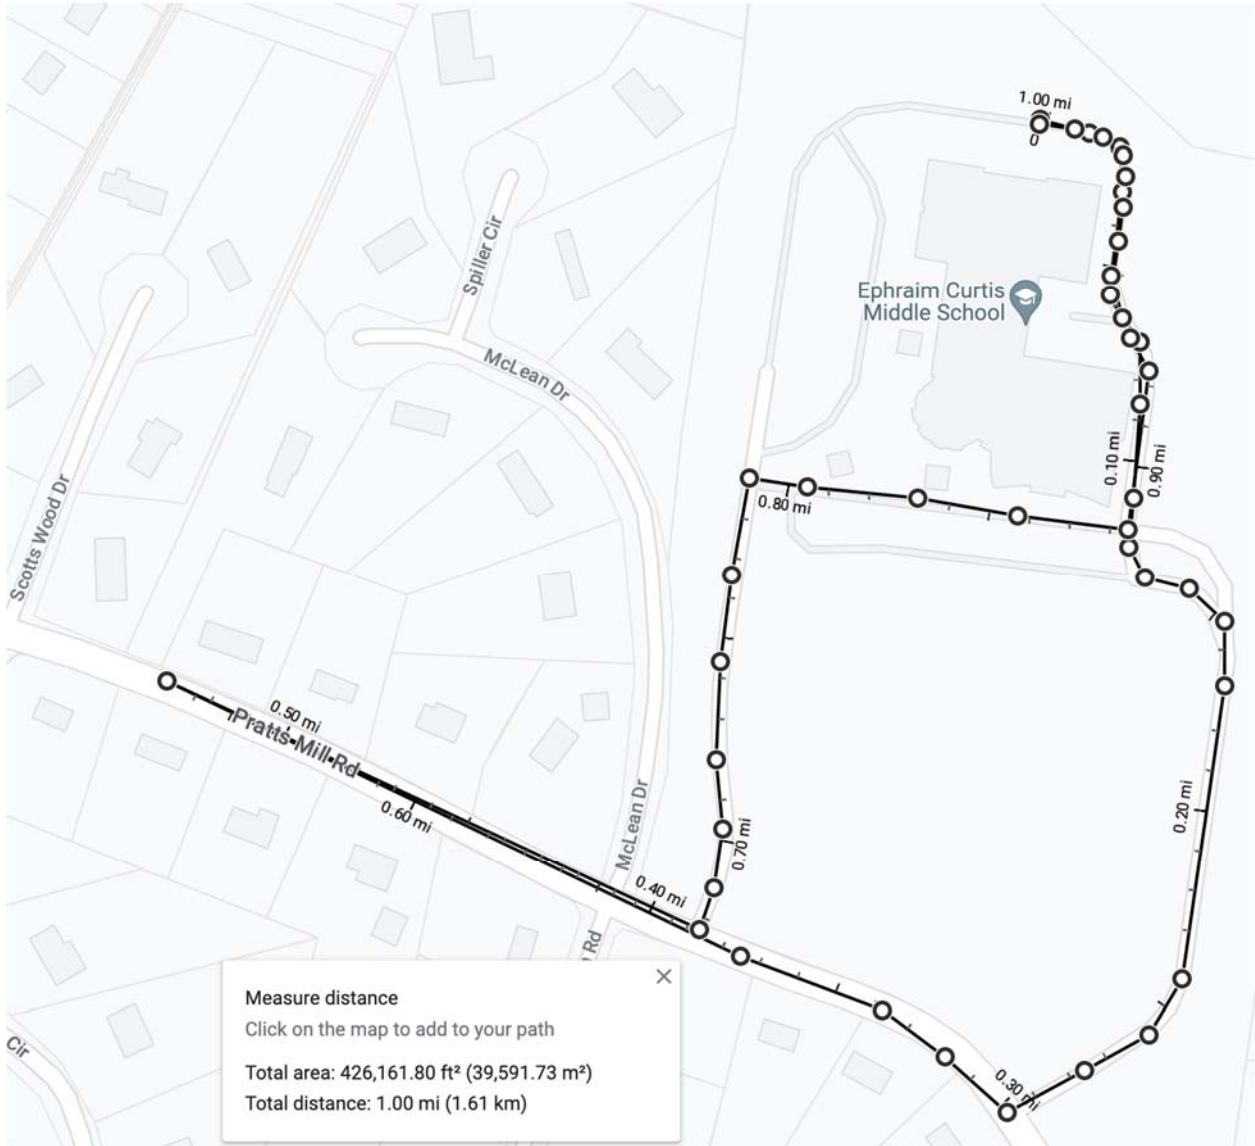 1.00 mi
0
Spiller Cir
Ephraim Curtis
Middle School
McLean Dr
0.10 mi
0.90 mi
Scotts Wood Dr
0.80 mi
0.50 mi
Pratts Mill Rd
0.60 mi
McLean Dr
0.20 mi
0.70 mi
0.40 mi
Rd
Measure distance
Click on the map to add to your path
Total area: 426,161.80 ft² (39,591.73 m²)
Total distance: 1.00 mi (1.61 km)
Cir
0.30 mi